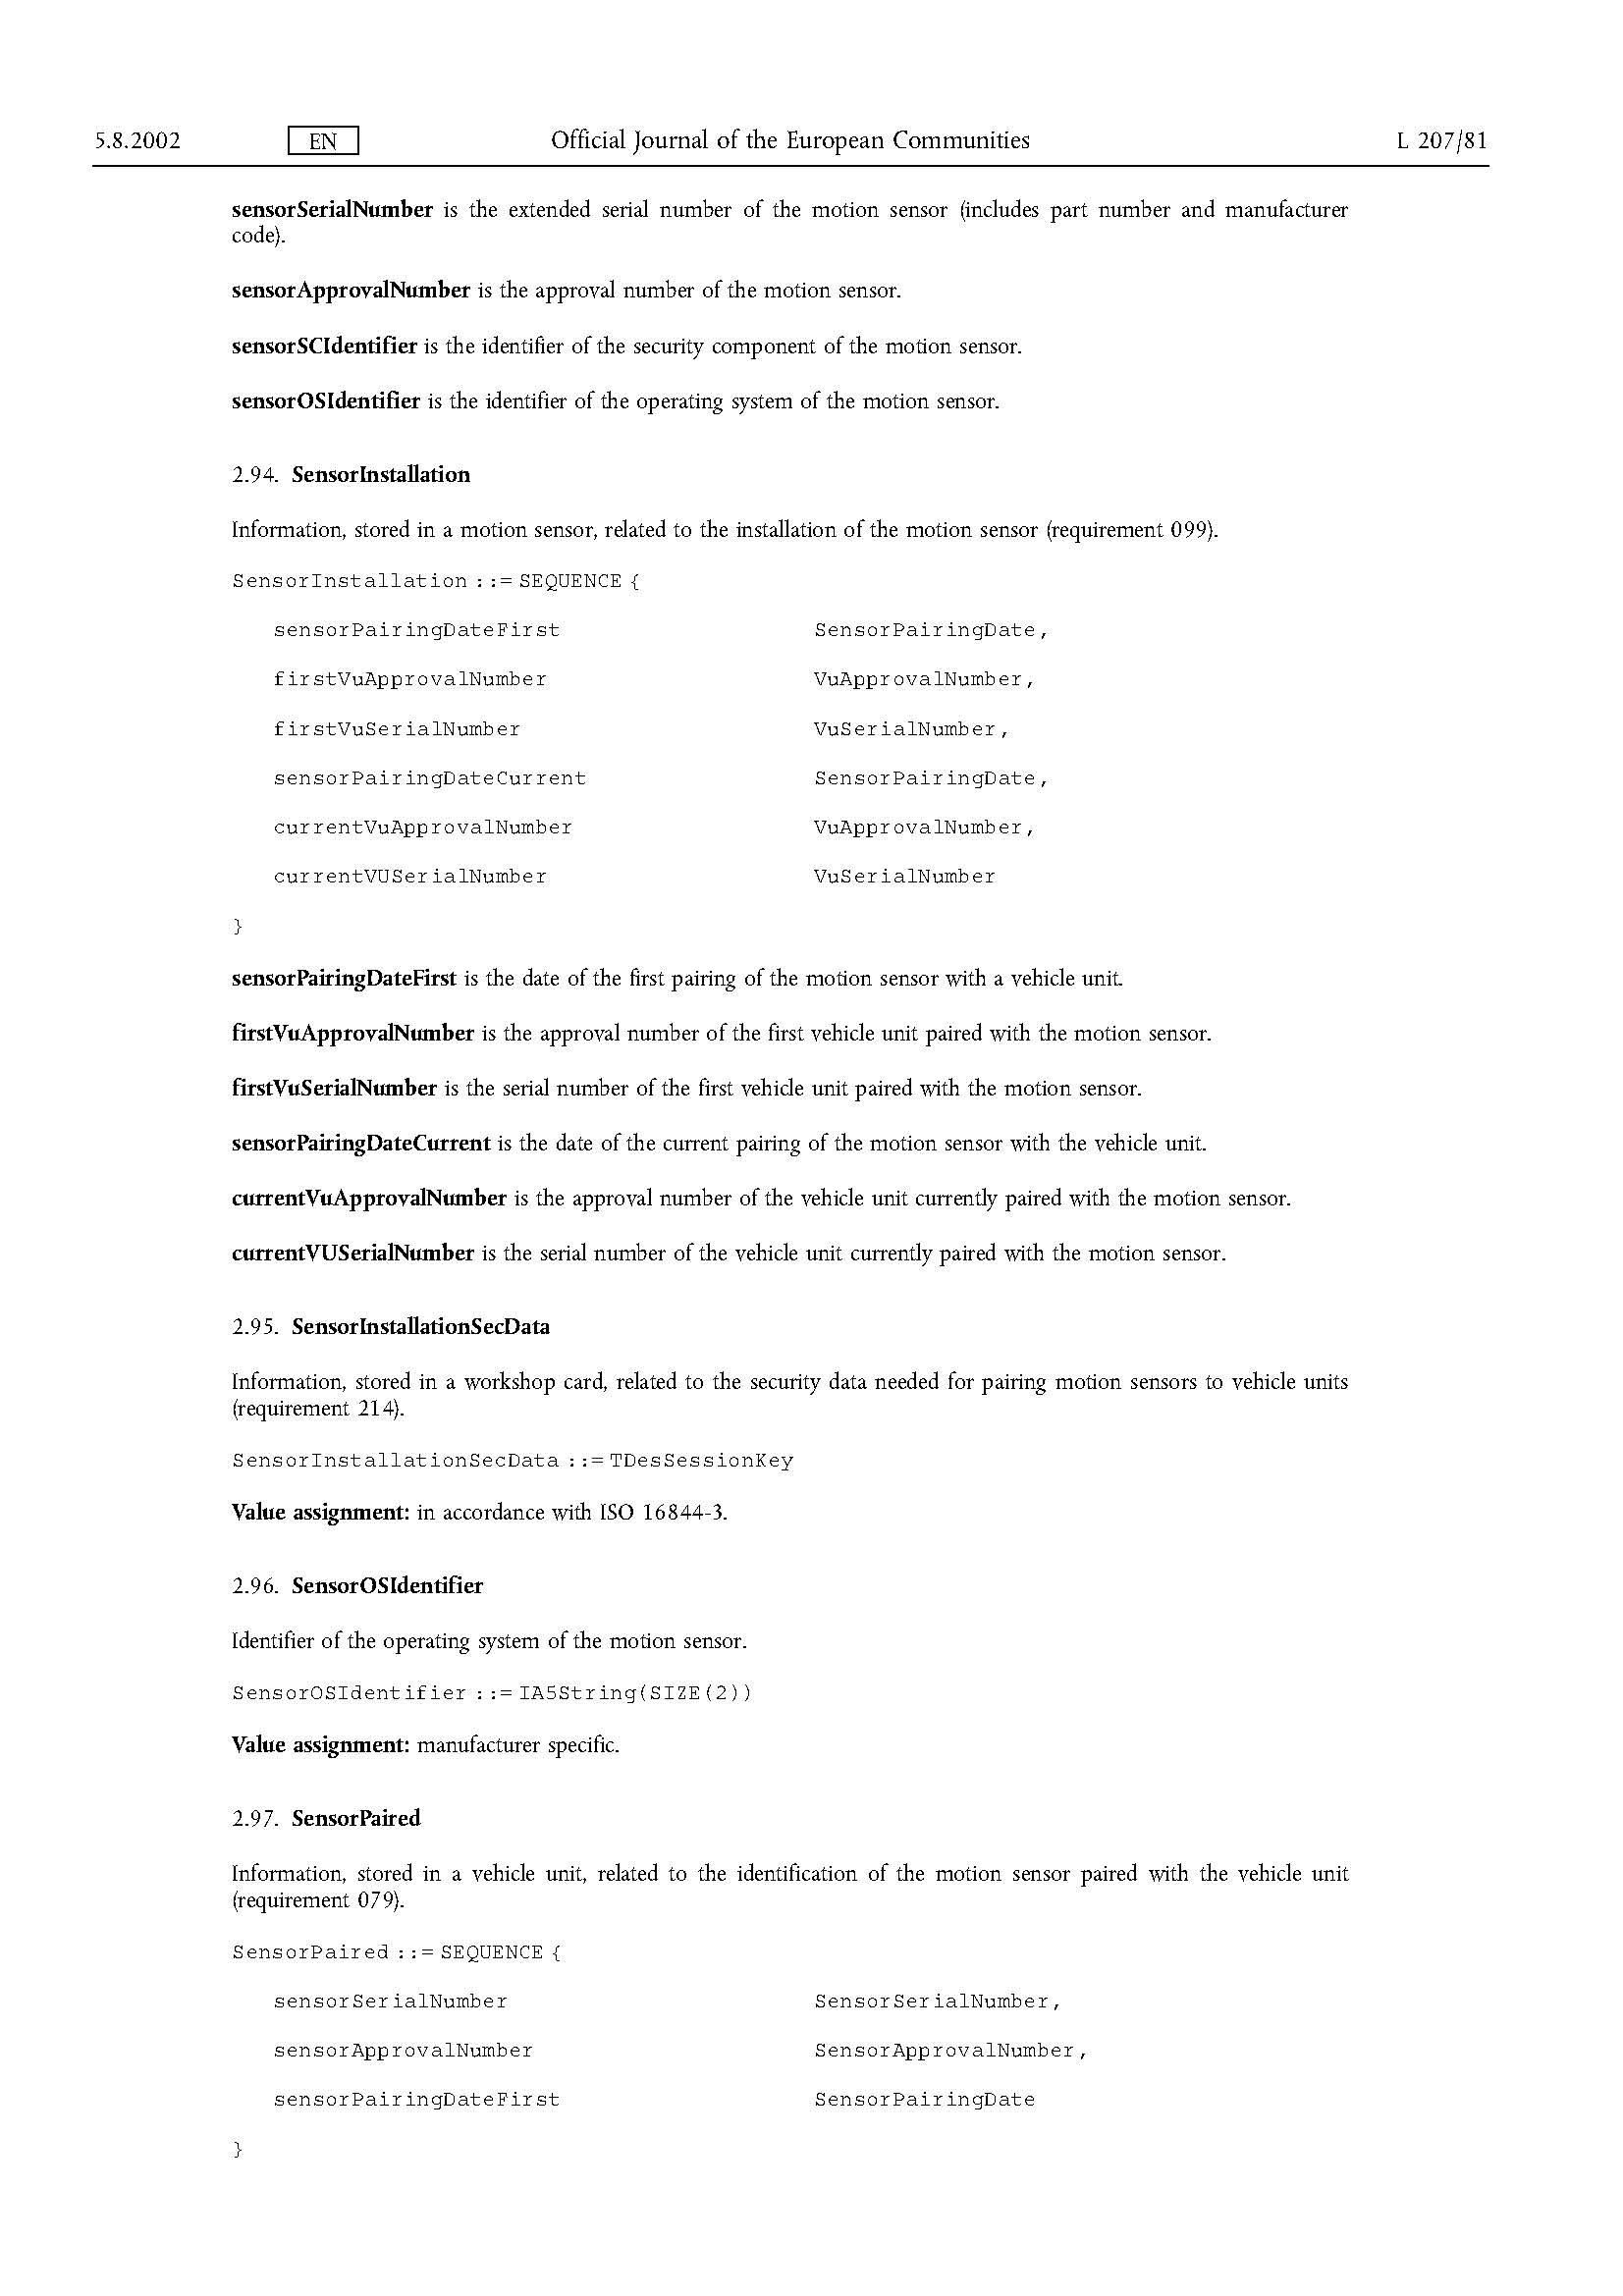 5.8.2002 EN Official Journal of the European Communities L 207/81
sensorSerialNumber is the extended serial number of the motion sensor (includes part number and manufacturer
code).
sensorApprovalNumber is the approval number of the motion sensor.
sensorSCIdentifier is the identifier of the security component of the motion sensor.
sensorOSIdentifier is the identifier of the operating system of the motion sensor.
2.94. SensorInstallation
Information, stored in a motion sensor, related to the installation of the motion sensor (requirement 099).
SensorInstallation ::= SEQUENCE {
sensorPairingDateFirst SensorPairingDate,
firstVuApprovalNumber VuApprovalNumber,
firstVuSerialNumber VuSerialNumber,
sensorPairingDateCurrent SensorPairingDate,
currentVuApprovalNumber VuApprovalNumber,
currentVUSerialNumber VuSerialNumber
}
sensorPairingDateFirst is the date of the first pairing of the motion sensor with a vehicle unit.
firstVuApprovalNumber is the approval number of the first vehicle unit paired with the motion sensor.
firstVuSerialNumber is the serial number of the first vehicle unit paired with the motion sensor.
sensorPairingDateCurrent is the date of the current pairing of the motion sensor with the vehicle unit.
currentVuApprovalNumber is the approval number of the vehicle unit currently paired with the motion sensor.
currentVUSerialNumber is the serial number of the vehicle unit currently paired with the motion sensor.
2.95. SensorInstallationSecData
Information, stored in a workshop card, related to the security data needed for pairing motion sensors to vehicle units
(requirement 214).
SensorInstallationSecData ::= TDesSessionKey
Value assignment: in accordance with ISO 16844-3.
2.96. SensorOSIdentifier
Identifier of the operating system of the motion sensor.
SensorOSIdentifier ::= IA5String(SIZE(2))
Value assignment: manufacturer specific.
2.97. SensorPaired
Information, stored in a vehicle unit, related to the identification of the motion sensor paired with the vehicle unit
(requirement 079).
SensorPaired ::= SEQUENCE {
sensorSerialNumber SensorSerialNumber,
sensorApprovalNumber SensorApprovalNumber,
sensorPairingDateFirst SensorPairingDate
}